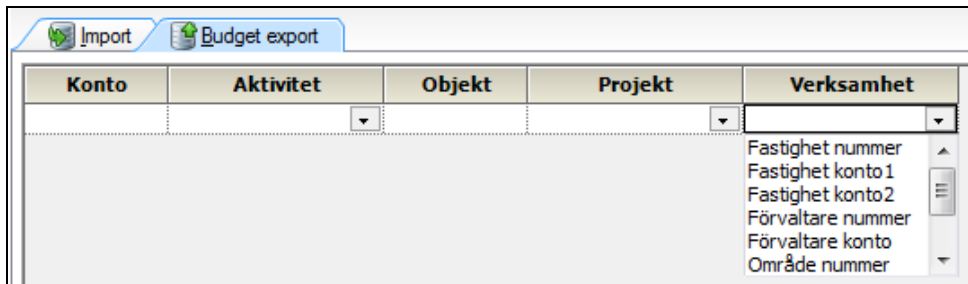 Import Budget export
Konto Aktivitet Objekt Projekt Verksamhet
Fastighet nummer
Fastighet konto1
Fastighet konto2
Förvaltare nummer
Förvaltare konto
Område nummer